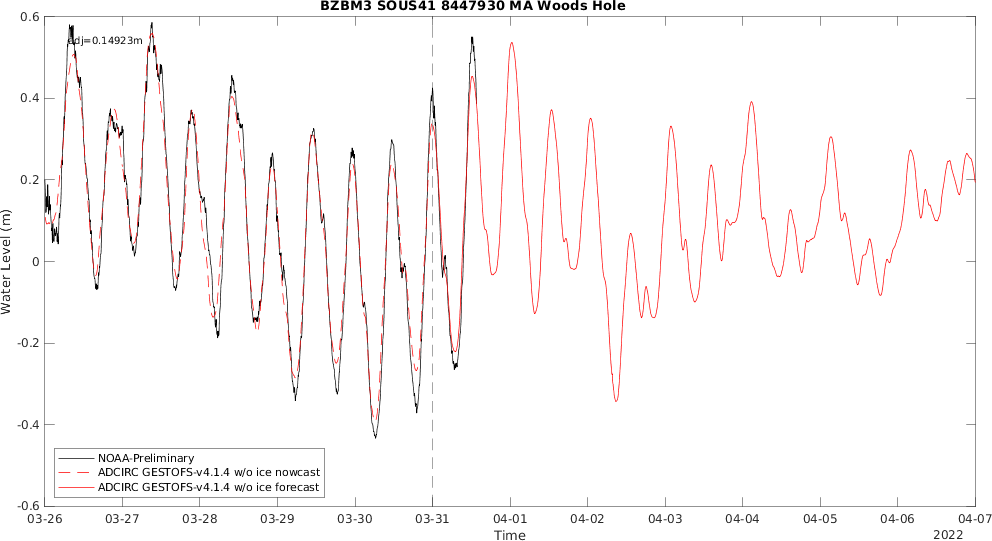 BZBM3 SOUS41 8447930 MA Woods Hole
0.6
adj=0.14923m
0.4
0.2
0
-0.2
-0.4
-0.6
Water Level (m)
NOAA-Preliminary
ADCIRC GESTOFS-v4.1.4 w/o ice nowcast
ADCIRC GESTOFS-v4.1.4 w/o ice forecast
03-26 03-27 03-28 03-29 03-30 03-31 04-01 04-02 04-03 04-04 04-05 04-06 04-07
Time
2022